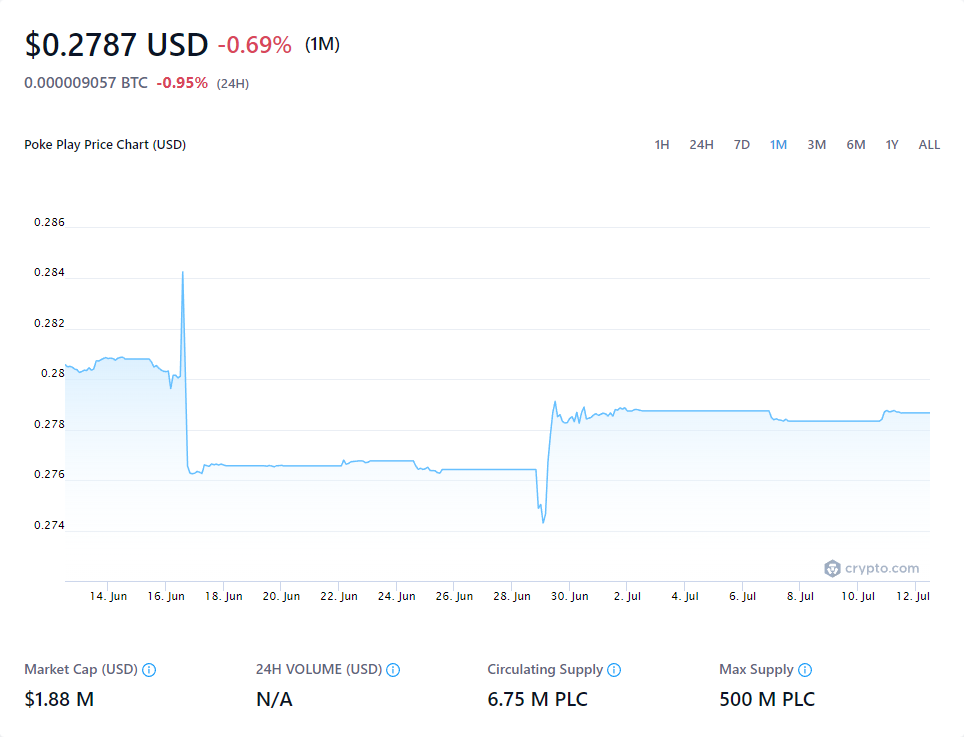 $0.2787 USD -0.69% (1M)
0.000009057 BTC -0.95% (24H)
Poke Play Price Chart (USD) 1H 24H 7D 1M 3M 6M 1Y ALL
0.286
0.284
0.282
0.28
0.278
0.276
0.274
crypto.com
14. Jun 16. Jun 18. Jun 20. Jun 22. Jun 24. Jun 26. Jun 28. Jun 30. Jun 2. Jul 4. Jul 6. Jul 8. Jul 10. Jul 12. Jul
Market Cap (USD) 24H VOLUME (USD) Circulating Supply Max Supply
$1.88 M N/A 6.75 M PLC 500 M PLC